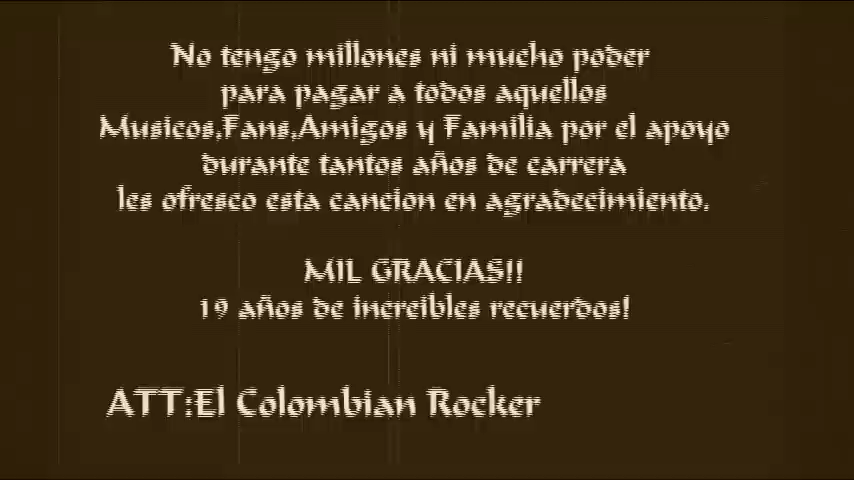 No tengo millones ni mucho poder
para pagar a todos aquellos
Musicos,Fans,Amigos y Familia por el apoyo
durante tantos años de carrera
les ofresco esta cancion en agradecimiento.
MIL GRACIAS!!
19 años de increibles recuerdos!
ATT:El Colombian Rocker